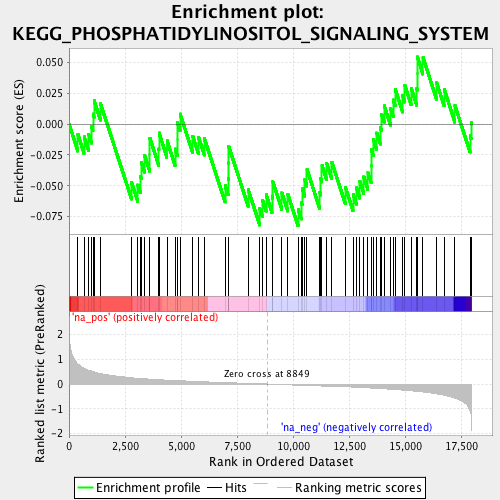 Enrichment plot:
KEGG_PHOSPHATIDYLINOSITOL_SIGNALING_SYSTEM
Enrichment score (ES)
0.050
0.025
0.000
-0.025
-0.050
-0.075
'na_pos' (positively correlated)
Ranked list metric (PreRanked)
2
1
0
-1
-2
Zero cross at 8849
'na_neg' (negatively correlated)
0
2,500
5,000
7,500
10,000
12,500
15,000
17,500
Rank in Ordered Dataset
Enrichment profile
Hits
Ranking metric scores